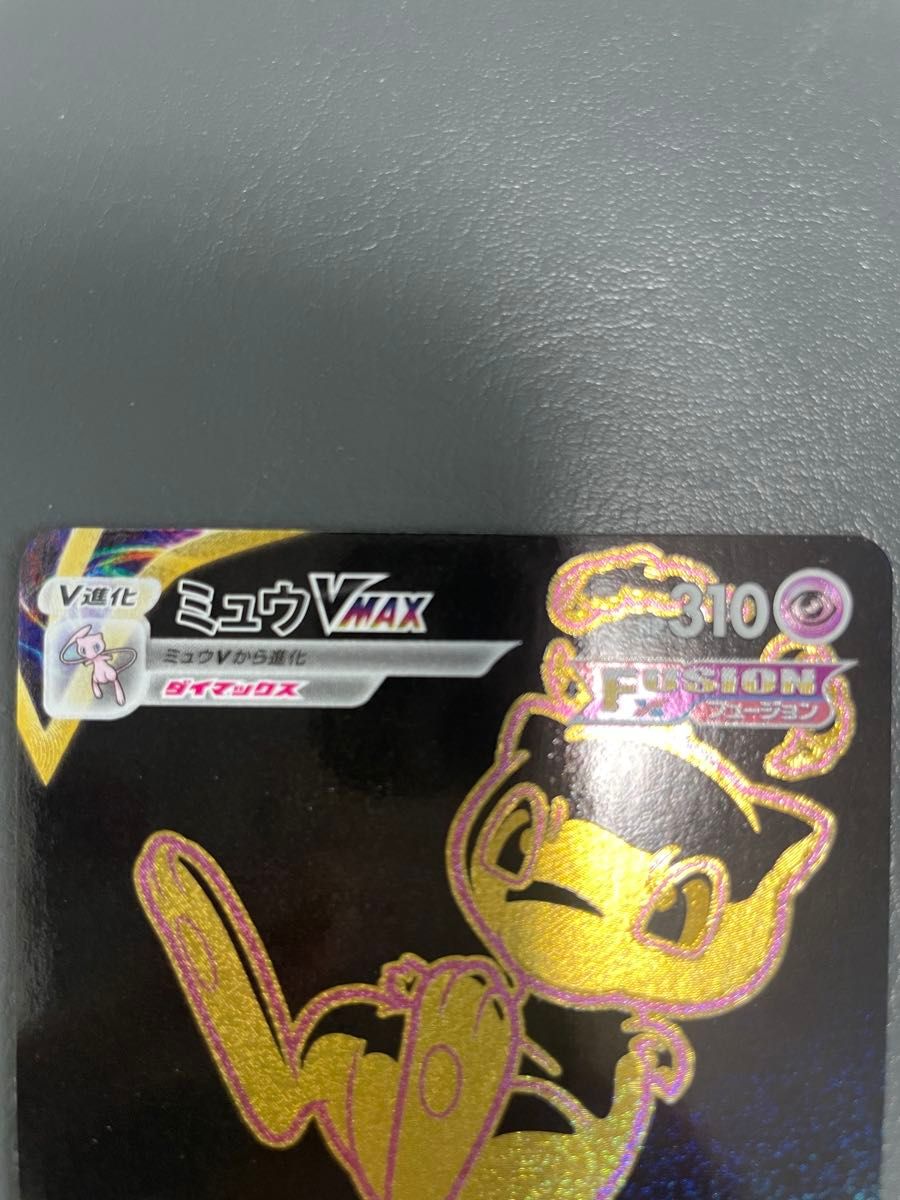 V進化
ミュウVMAX
310
ミュウVから進化
ダイマックス
FUSION
フュージョン